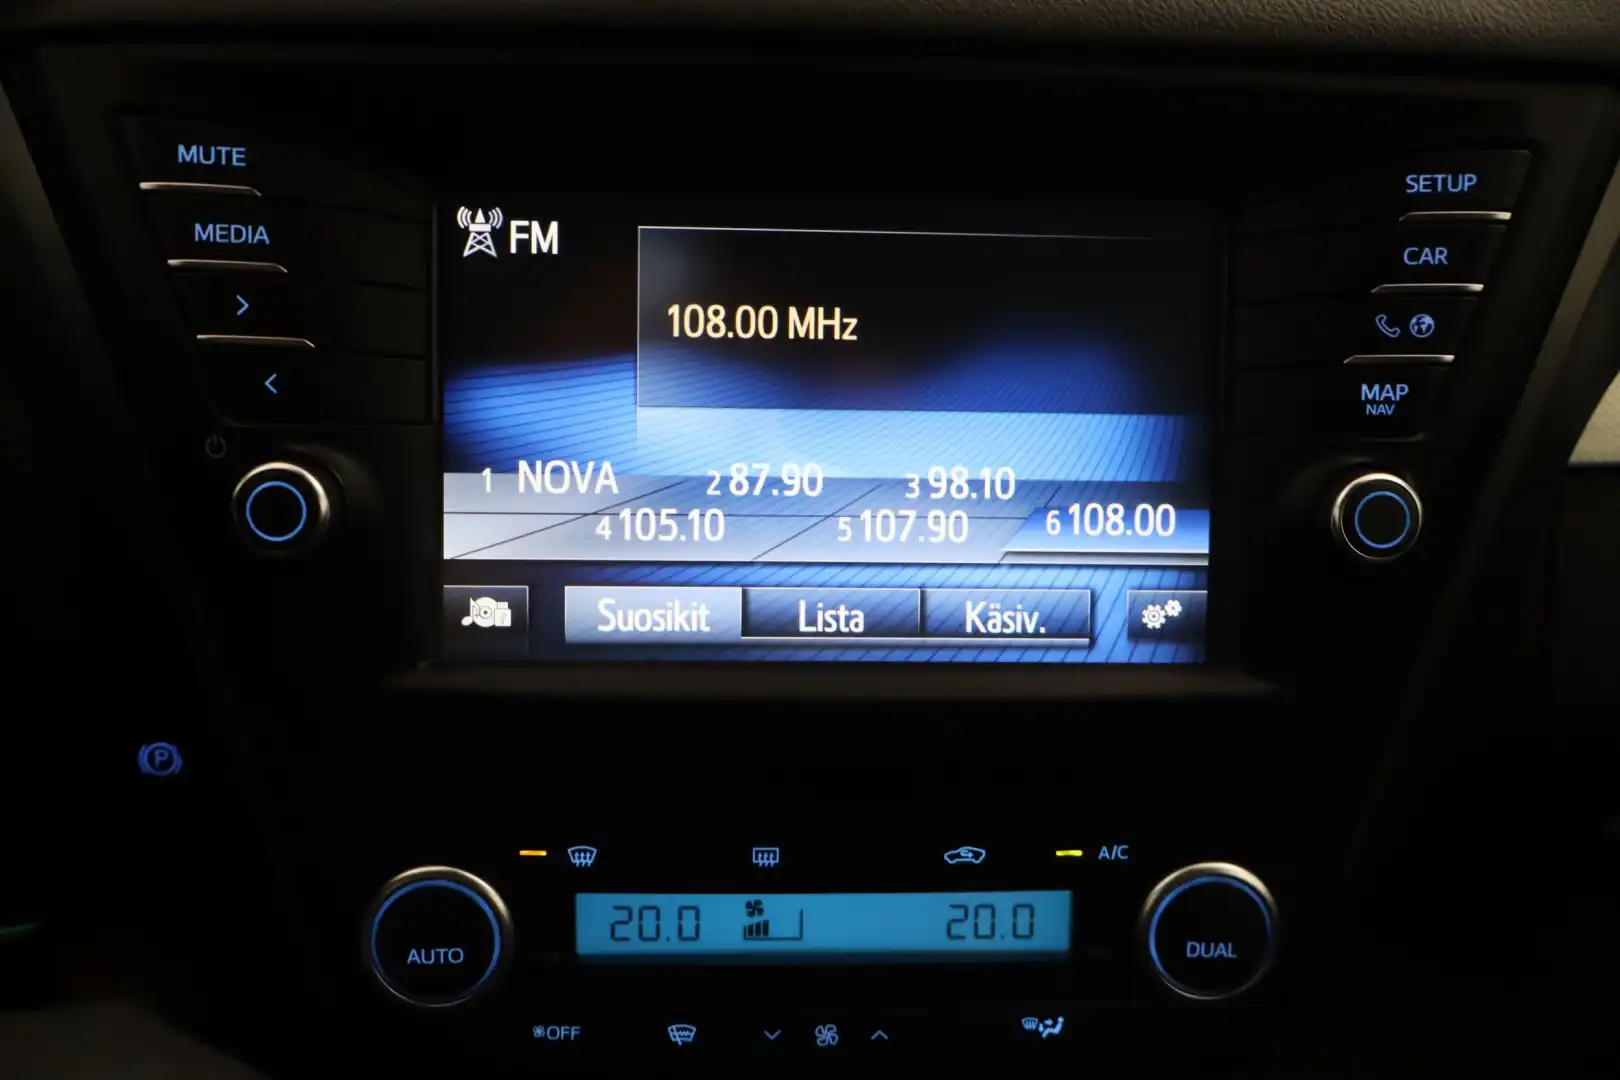 MUTE
MEDIA
SETUP
CAR
MAP
NAV
FM
108.00 MHz
1 NOVA 2 87.90 3 98.10
4 105.10 5 107.90 6 108.00
Suosikit Lista Käsiv.
P
A/C
20.0 20.0
AUTO
DUAL
OFF